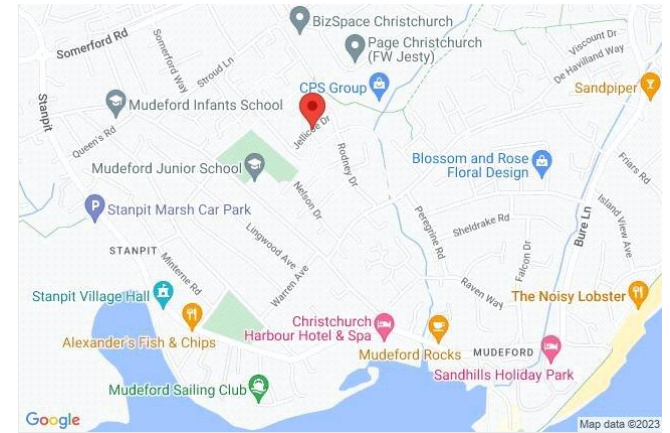 BizSpace Christchurch
Somerford Rd
Page Christchurch
(FW Jesty)
Viscount Dr
De Havilland Way
Somerford Way
Stroud Ln
CPS Group
Sandpiper
Stanpit
Mudeford Infants School
Queen's Rd
Jellicoe Dr
Mudeford Junior School
Rodney Dr
Blossom and Rose
Floral Design
Friars Rd
Nelson Dr
P
Stanpit Marsh Car Park
Peregrine Rd
Sheldrake Rd
Island View Ave
Bure Ln
STANPIT
Lingwood Ave
Minterne Rd
Warren Ave
Falcon Dr
Raven Way
Stanpit Village Hall
The Noisy Lobster
Alexander's Fish & Chips
Christchurch
Harbour Hotel & Spa
Mudeford Rocks
MUDEFORD
Sandhills Holiday Park
Mudeford Sailing Club
Google
Map data ©2023